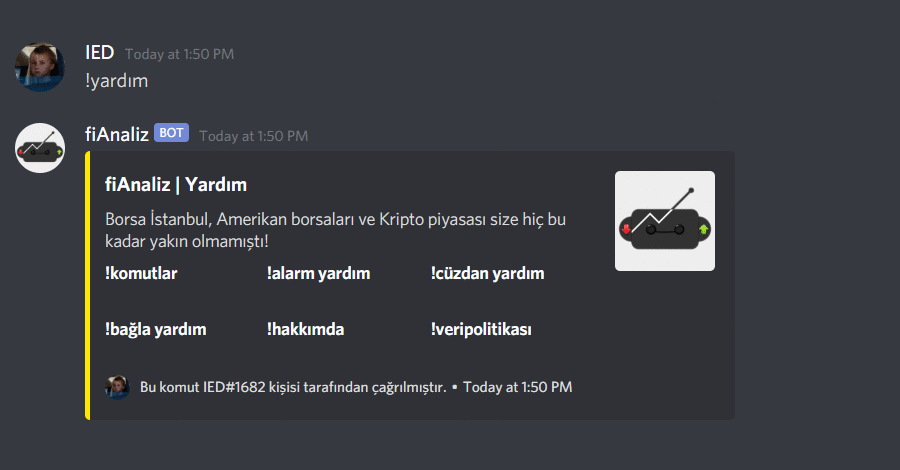 IED Today at 1:50 PM
!yardım
fiAnaliz BOT Today at 1:50 PM
fiAnaliz | Yardım
Borsa İstanbul, Amerikan borsaları ve Kripto piyasası size hiç bu
kadar yakın olmamıştı!
!komutlar !alarm yardım !cüzdan yardım
!bağla yardım !hakkımda !veripolitikası
Bu komut IED#1682 kişisi tarafından çağrılmıştır. • Today at 1:50 PM